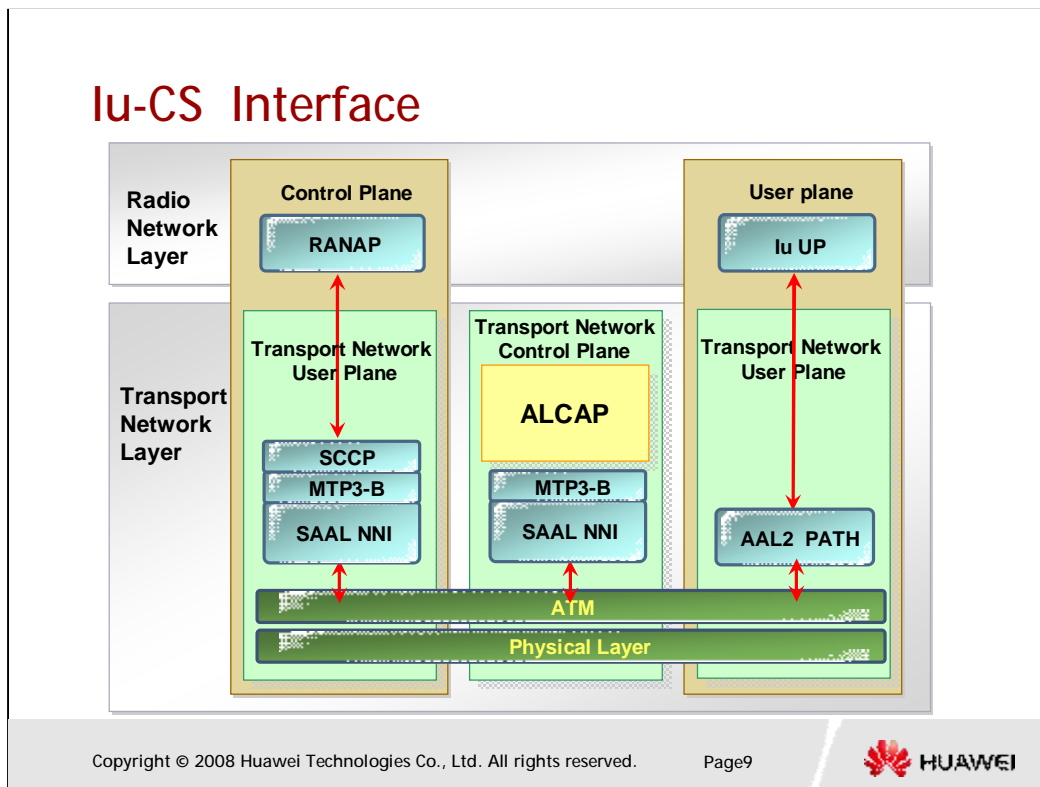 Iu-CS Interface
Radio
Network
Layer
Control Plane
RANAP
User plane
Iu UP
Transport
Network
Layer
Transport Network
User Plane
SCCP
MTP3-B
SAAL NNI
Transport Network
Control Plane
ALCAP
MTP3-B
SAAL NNI
Transport Network
User Plane
AAL2 PATH
ATM
Physical Layer
Copyright © 2008 Huawei Technologies Co., Ltd. All rights reserved.
Page9
HUAWEI